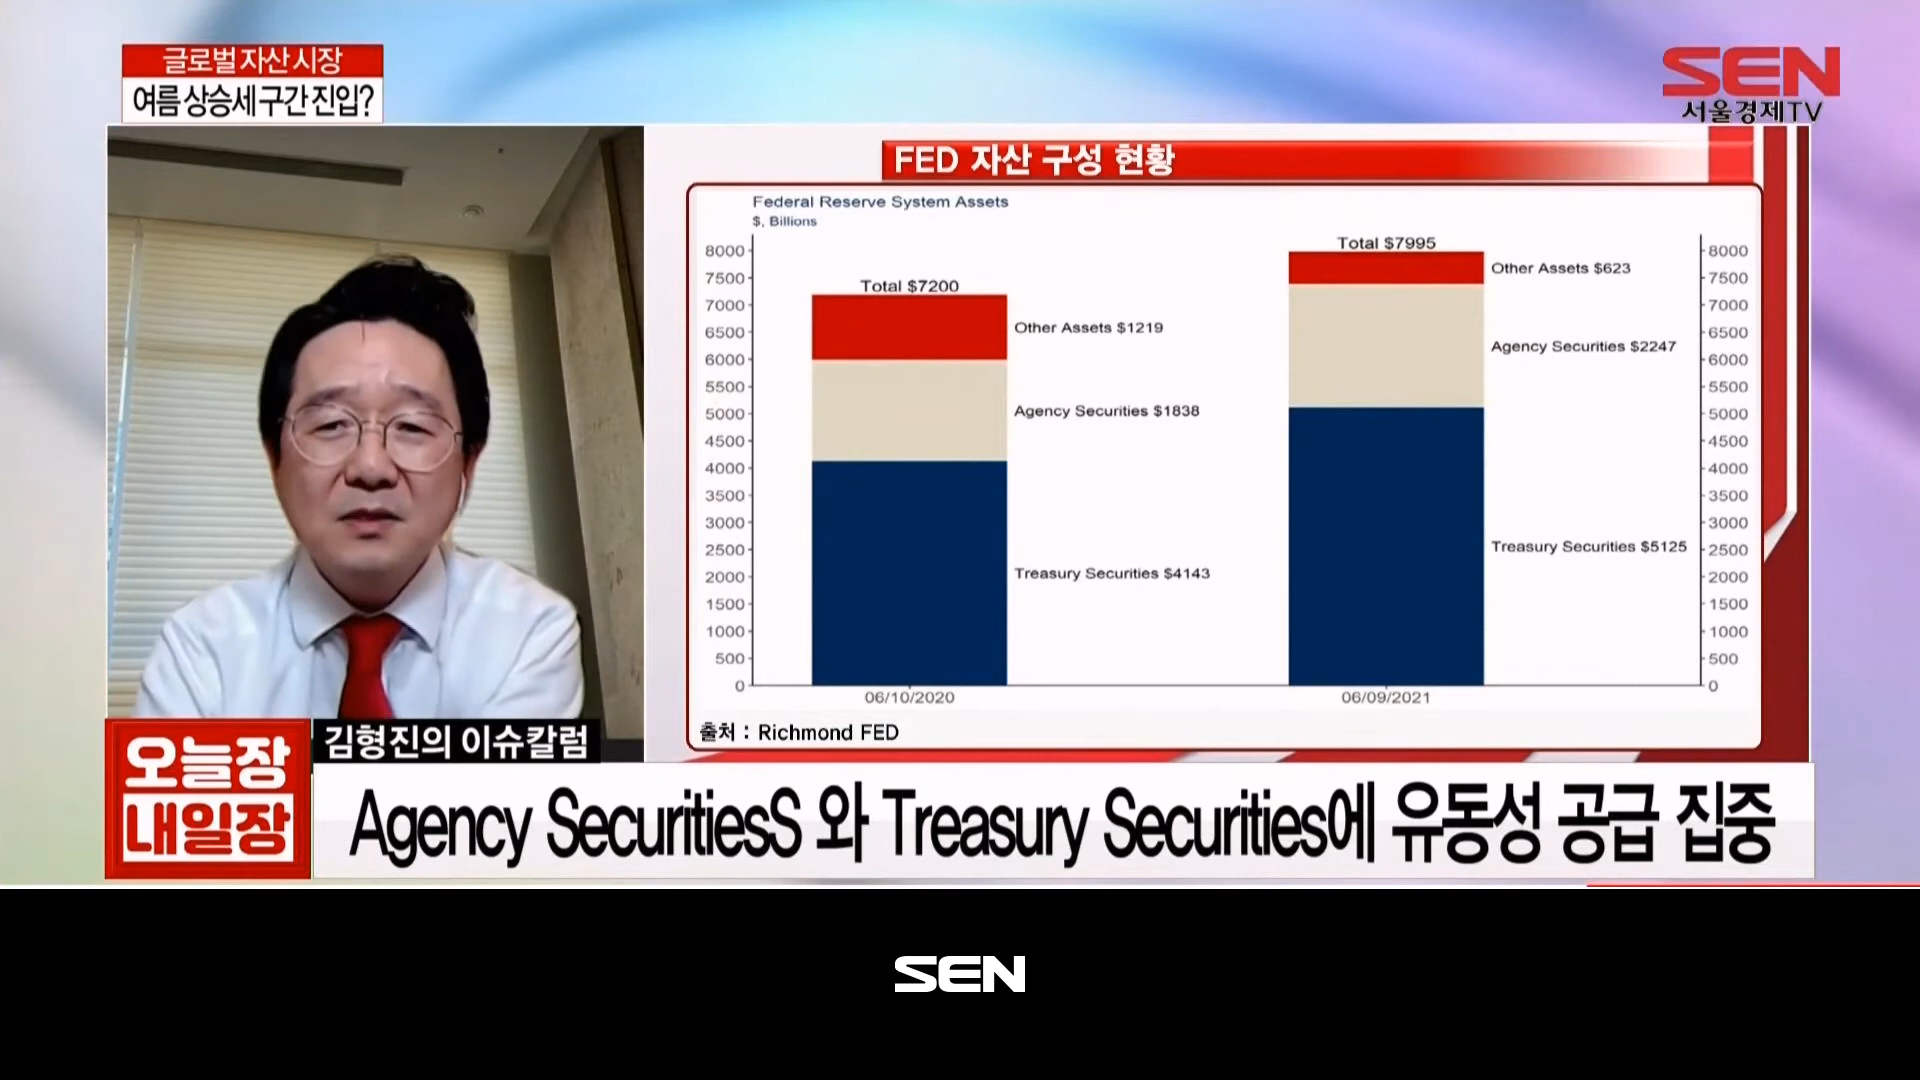 글로벌 자산 시장
여름 상승세 구간 진입?
SEN
서울경제TV
FED 자산 구성 현황
Federal Reserve System Assets
$, Billions
8000
7500
7000
6500
6000
5500
5000
4500
4000
3500
3000
2500
2000
1500
1000
500
0
Total $7200
Other Assets $1219
Agency Securities $1838
Treasury Securities $4143
06/10/2020
Total $7995
Other Assets $623
Agency Securities $2247
Treasury Securities $5125
06/09/2021
8000
7500
7000
6500
6000
5500
5000
4500
4000
3500
3000
2500
2000
1500
1000
500
0
출처 : Richmond FED
오늘장
내일장
김형진의 이슈칼럼
Agency SecuritiesS 와 Treasury Securities에 유동성 공급 집중
SEN